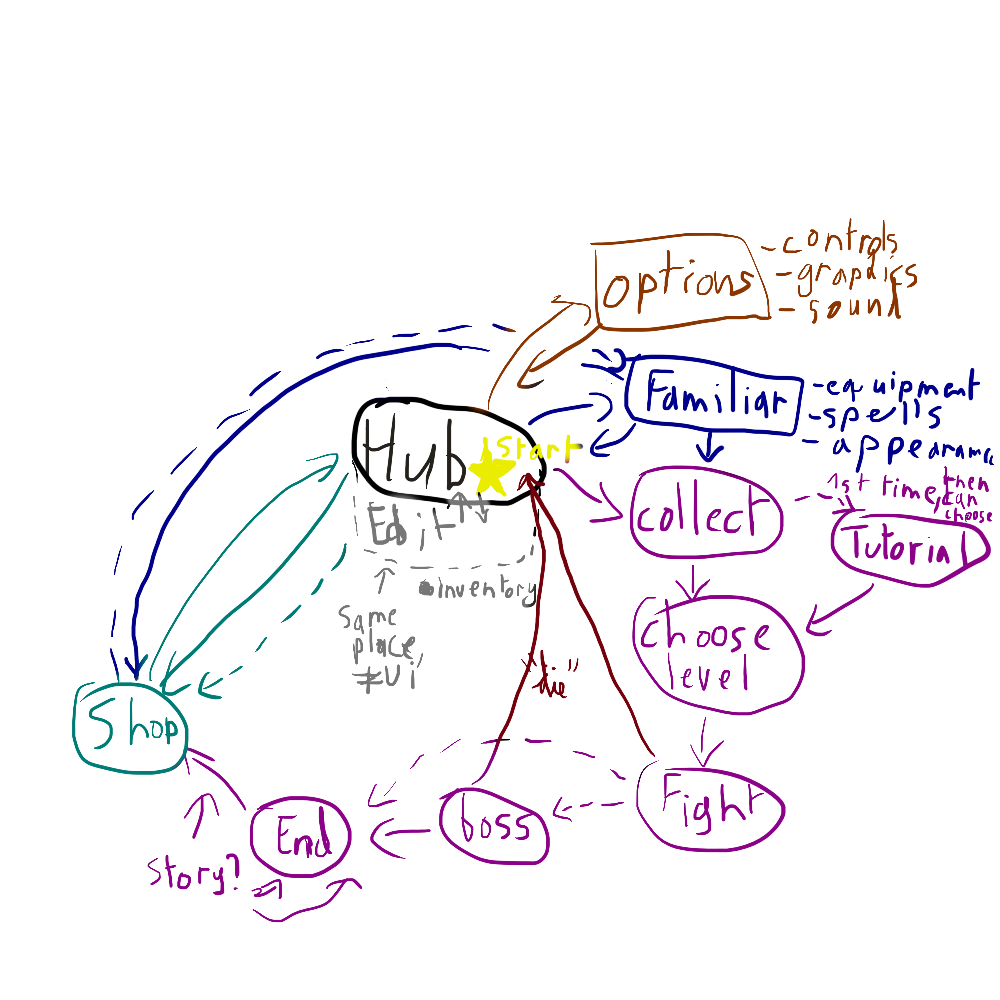 options
-controls
-graphics
-sound
Familiar
-equipment
-spells
-appearance
Hub
start
Edit
inventory
same
place,
≠Ui
collect
1st time,
then
can
choose
Tutorial
choose
level
"die"
Shop
Fight
boss
End
story?